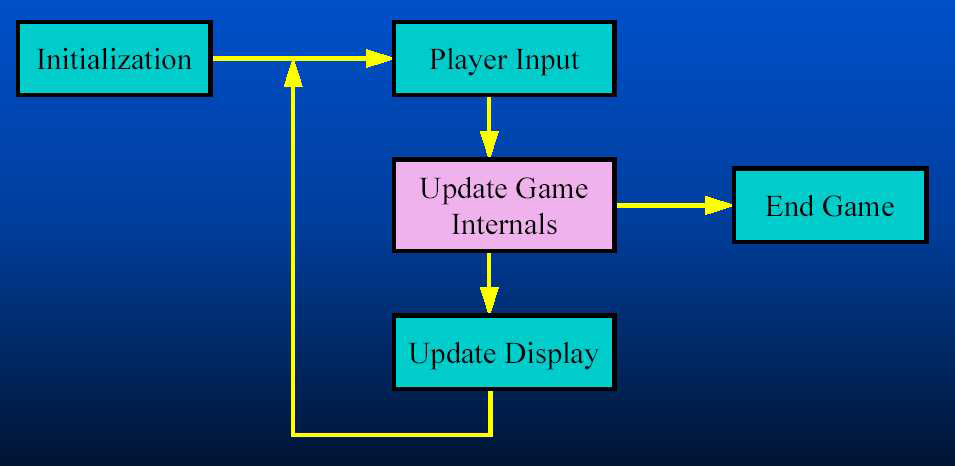 Initialization
Player Input
Update Game
Internals
End Game
Update Display